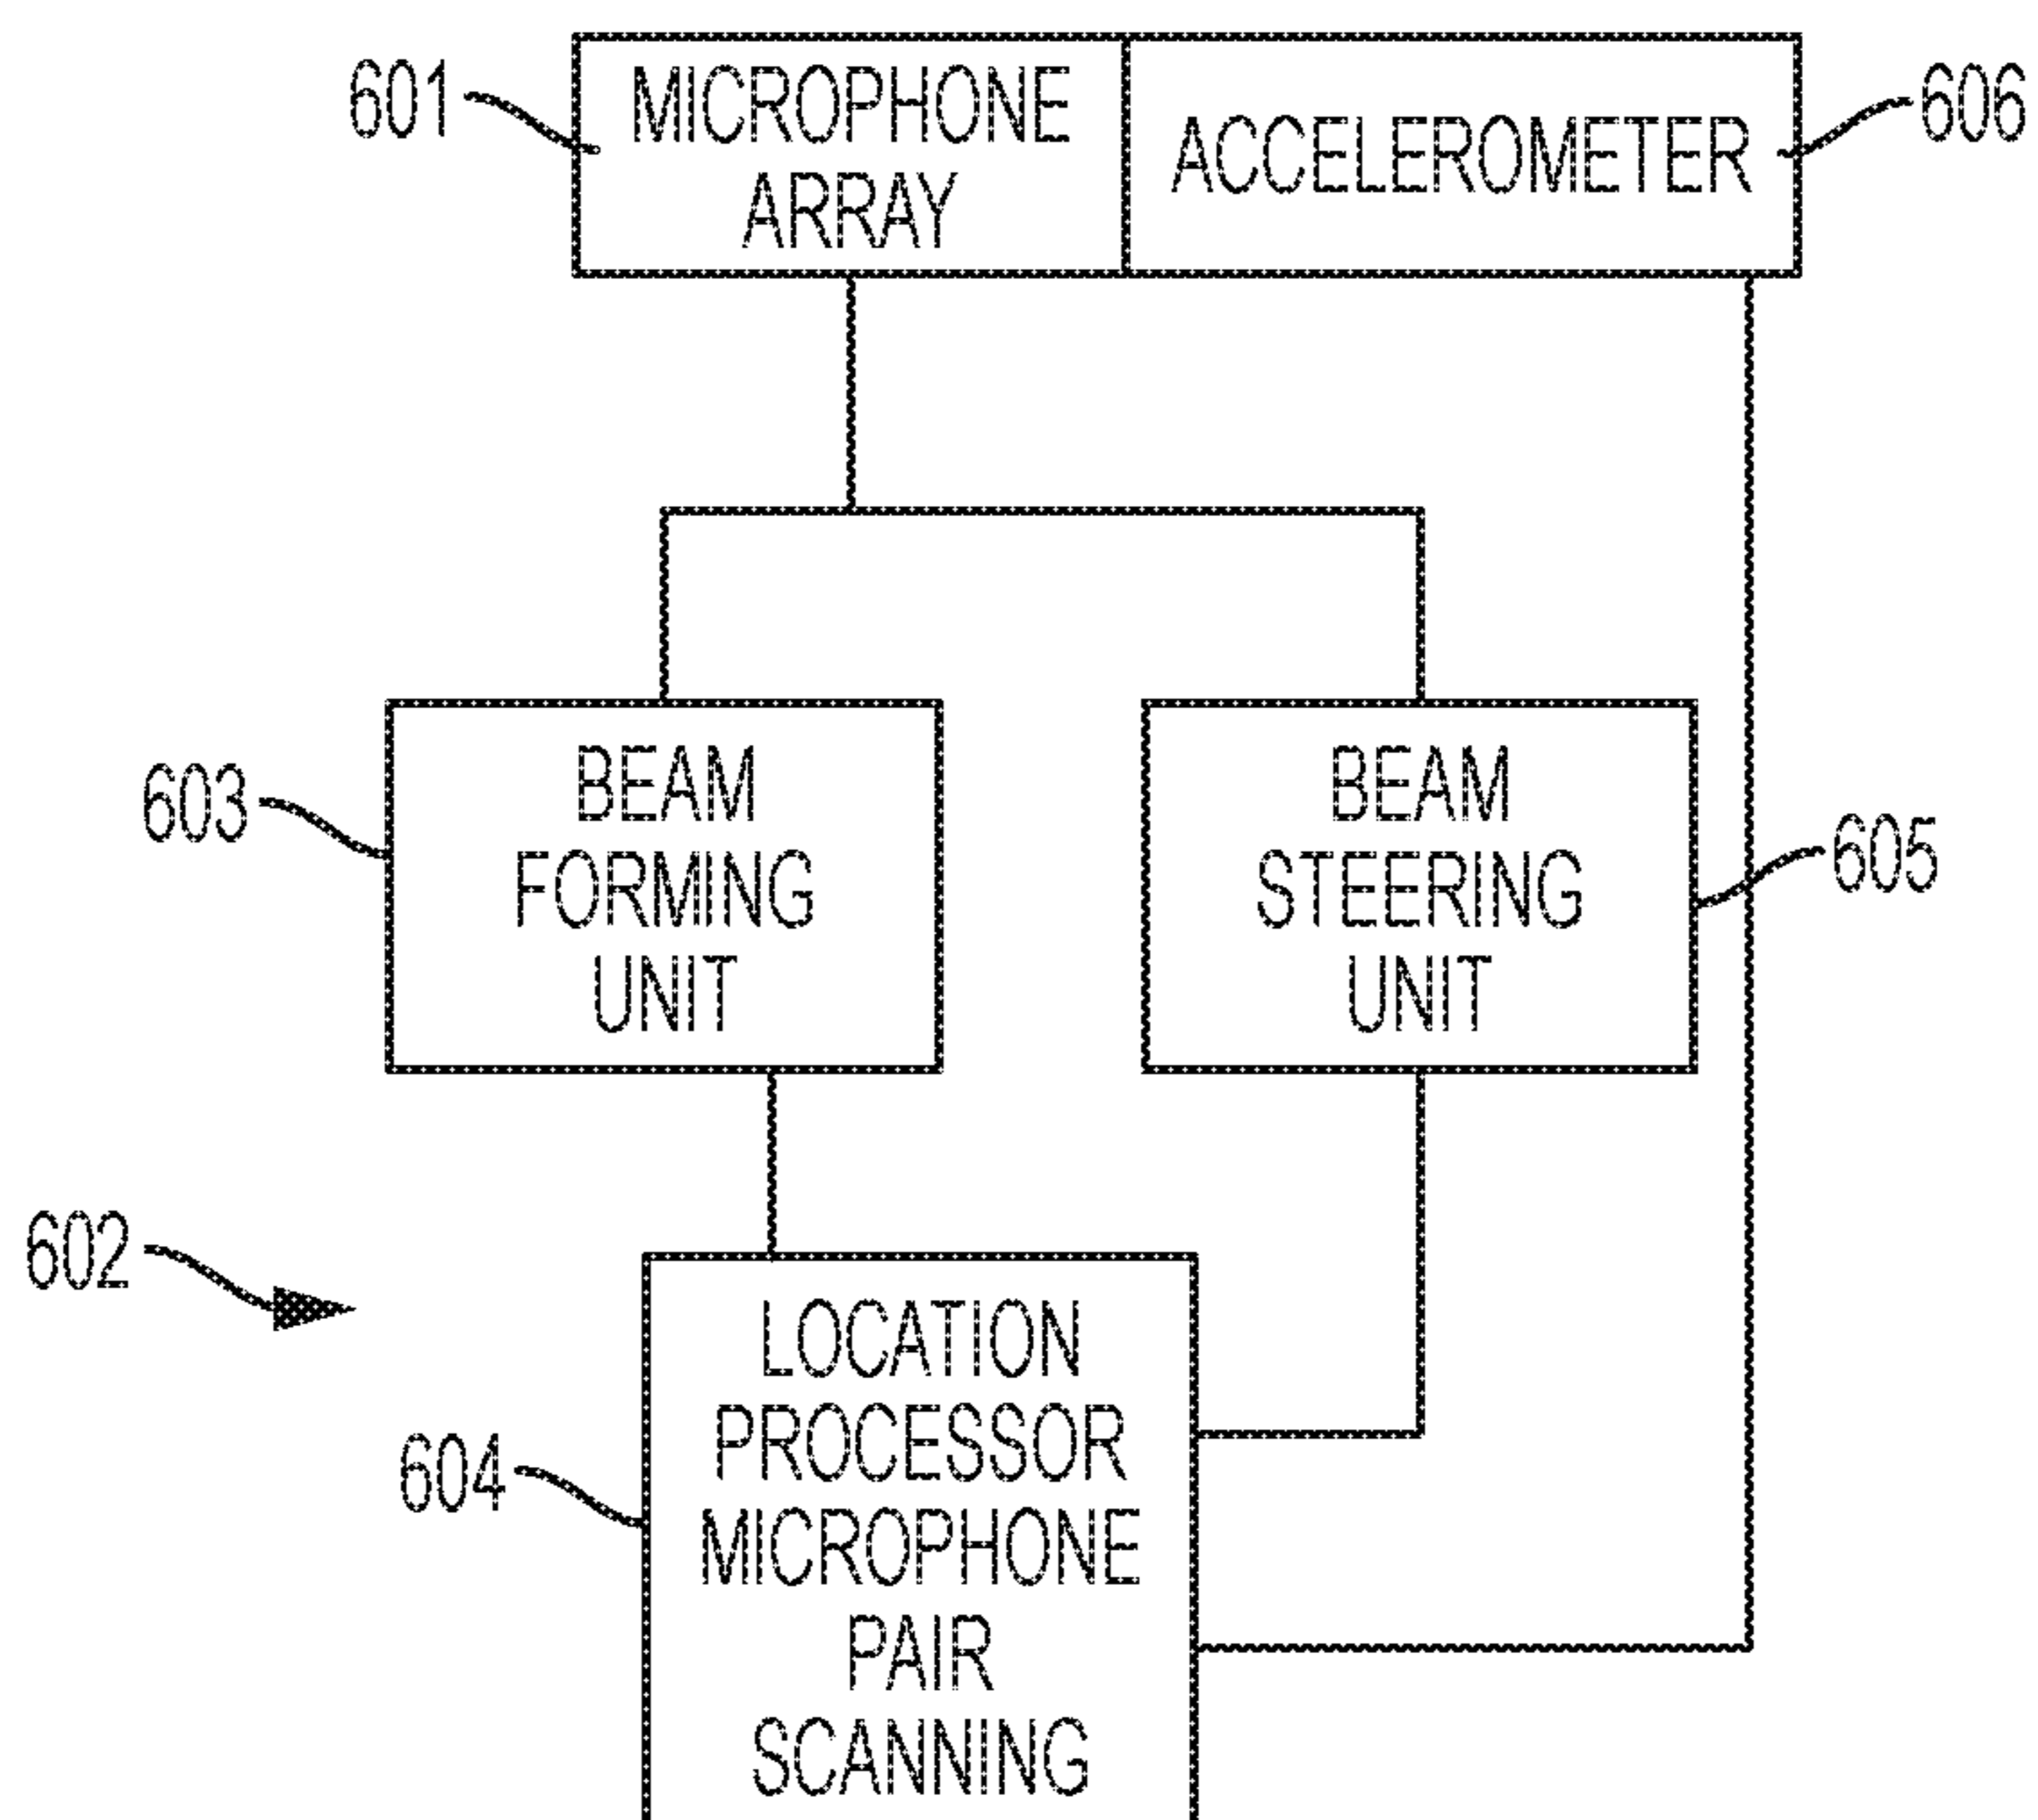 601
MICROPHONE
ARRAY
ACCELEROMETER
606
603
BEAM
FORMING
UNIT
BEAM
STEERING
UNIT
605
602
604
LOCATION
PROCESSOR
MICROPHONE
PAIR
SCANNING